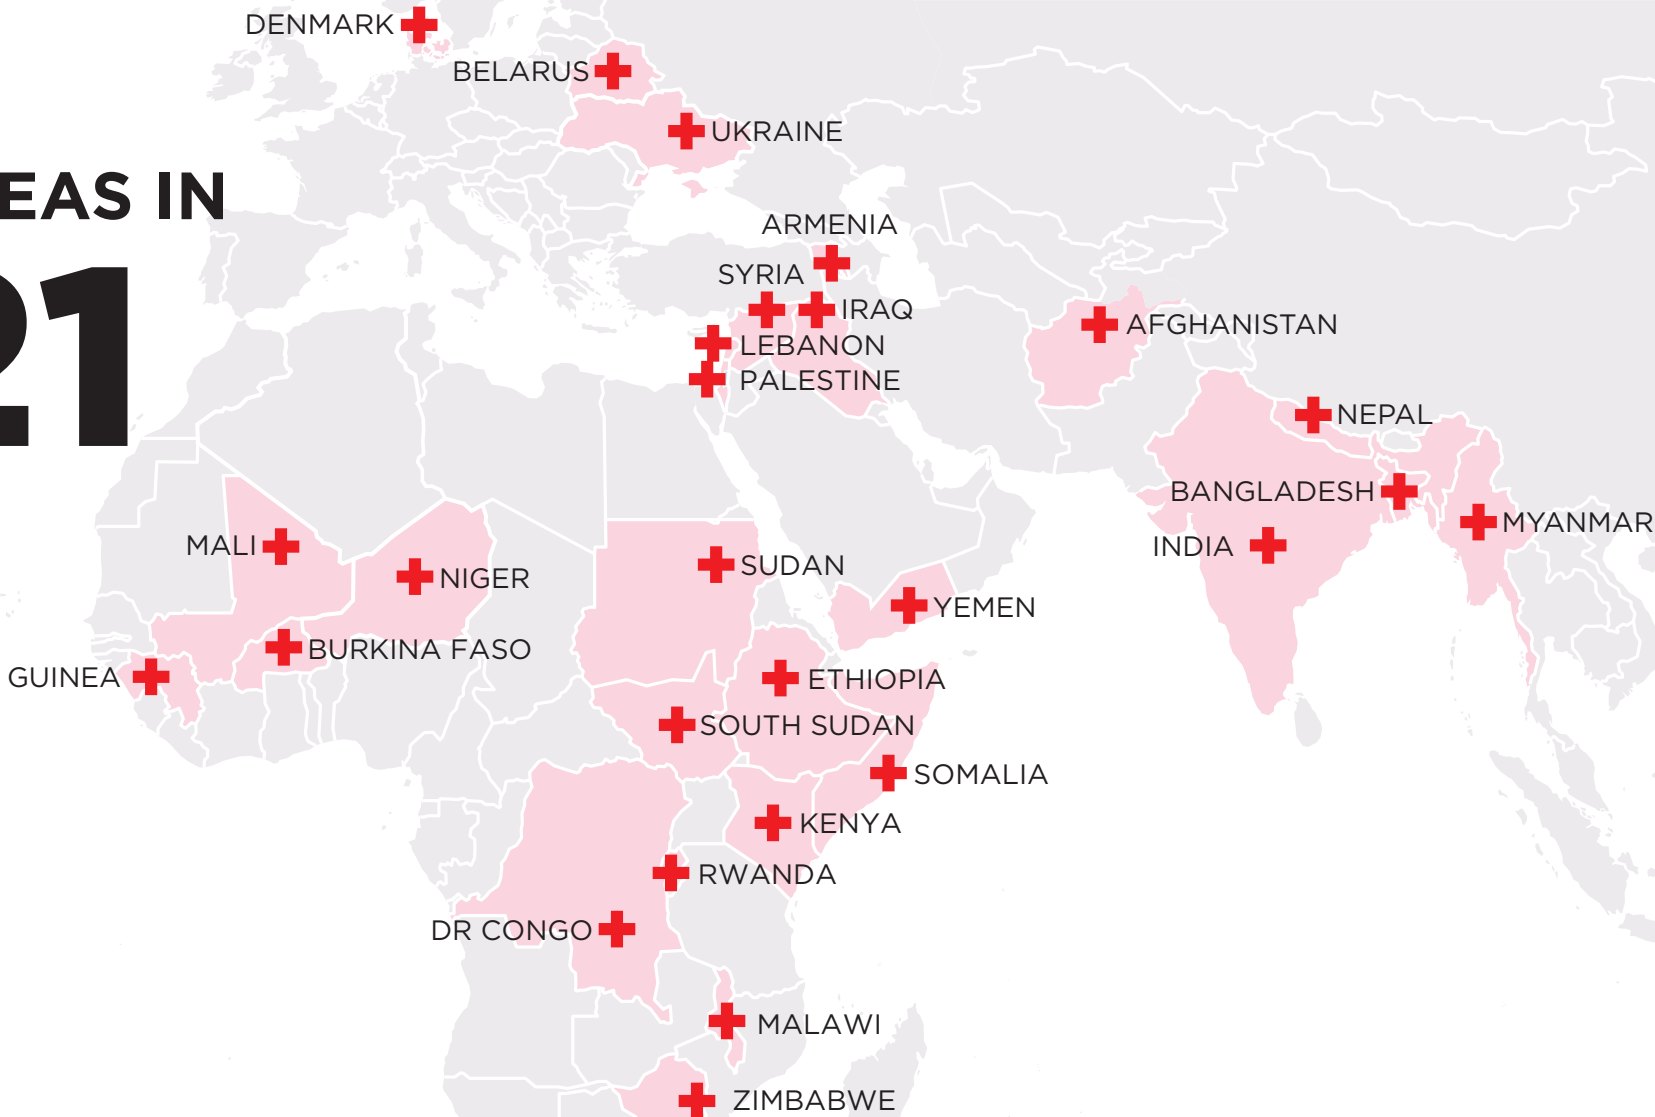 DENMARK
BELARUS
UKRAINE
EAS IN
21
ARMENIA
SYRIA
IRAQ
LEBANON
PALESTINE
AFGHANISTAN
NEPAL
BANGLADESH
MYANMAR
INDIA
MALI
NIGER
SUDAN
YEMEN
BURKINA FASO
GUINEA
ETHIOPIA
SOUTH SUDAN
SOMALIA
KENYA
RWANDA
DR CONGO
MALAWI
ZIMBABWE